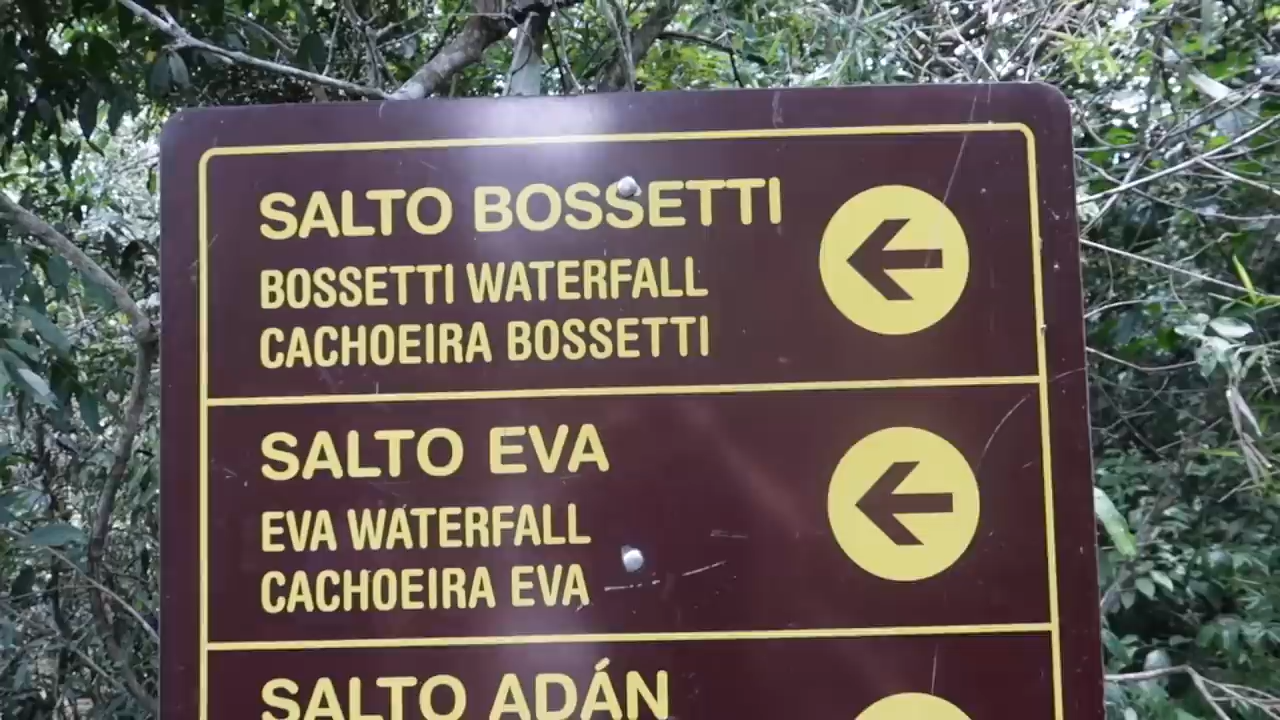 SALTO BOSSETTI
BOSSETTI WATERFALL
CACHOEIRA BOSSETTI
SALTO EVA
EVA WATERFALL
CACHOEIRA EVA
SALTO ADÁN